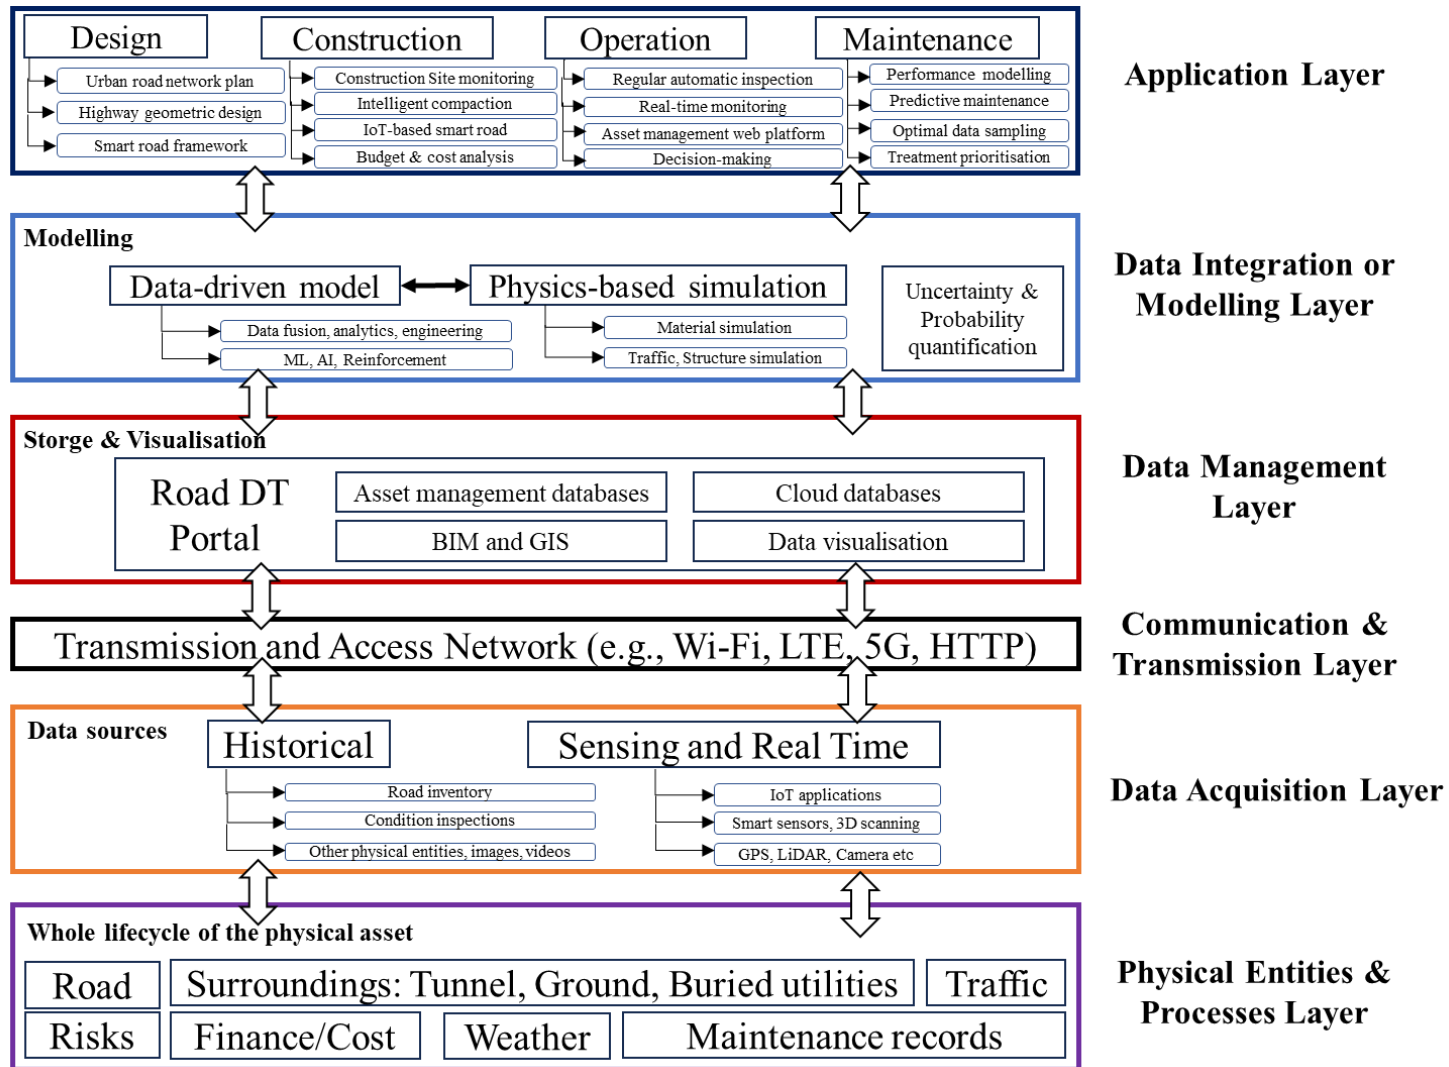 Design
Urban road network plan
Highway geometric design
Smart road framework
Construction
Construction Site monitoring
Intelligent compaction
IoT-based smart road
Budget & cost analysis
Operation
Regular automatic inspection
Real-time monitoring
Asset management web platform
Decision-making
Maintenance
Performance modelling
Predictive maintenance
Optimal data sampling
Treatment prioritisation
Application Layer
Modelling
Data-driven model
Data fusion, analytics, engineering
ML, AI, Reinforcement
Physics-based simulation
Material simulation
Traffic, Structure simulation
Uncertainty &
Probability
quantification
Data Integration or
Modelling Layer
Storge & Visualisation
Road DT
Portal
Asset management databases
Cloud databases
BIM and GIS
Data visualisation
Data Management
Layer
Transmission and Access Network (e.g., Wi-Fi, LTE, 5G, HTTP)
Communication &
Transmission Layer
Data sources
Historical
Road inventory
Condition inspections
Other physical entities, images, videos
Sensing and Real Time
IoT applications
Smart sensors, 3D scanning
GPS, LiDAR, Camera etc
Data Acquisition Layer
Whole lifecycle of the physical asset
Road
Surroundings: Tunnel, Ground, Buried utilities
Traffic
Risks
Finance/Cost
Weather
Maintenance records
Physical Entities &
Processes Layer